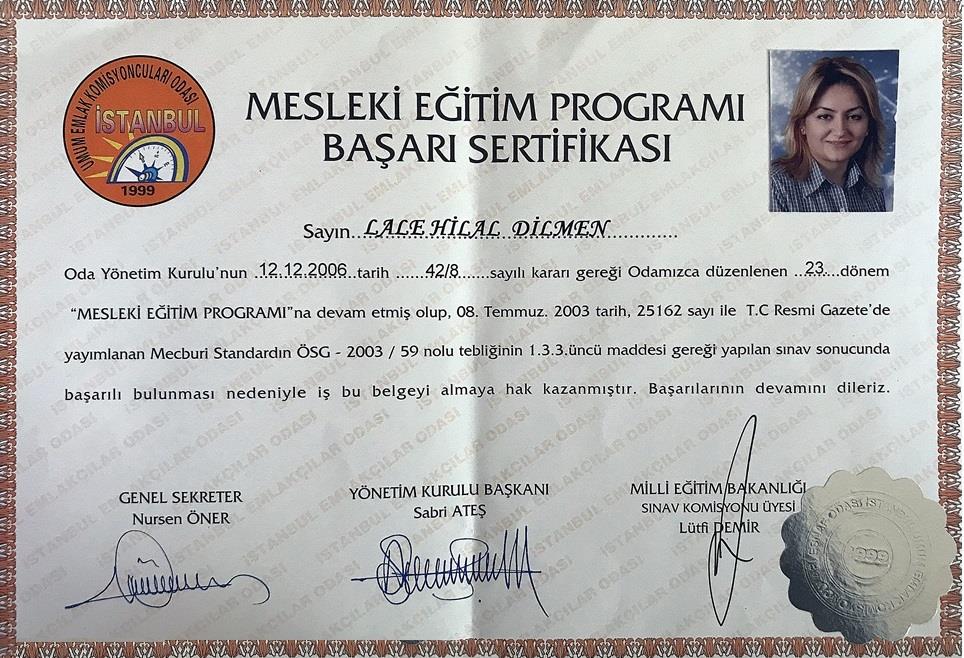 UMUM EMLAK KOMİSYONCULARI ODASI
İSTANBUL
1999
MESLEKİ EĞİTİM PROGRAMI
BAŞARI SERTİFİKASI
Sayın..LALE HİLAL DİLMEN............
Oda Yönetim Kurulu'nun .12.12.2006..tarih ......42/8......sayılı kararı gereği Odamızca düzenlenen ..23...dönem
"MESLEKİ EĞİTİM PROGRAMI"na devam etmiş olup, 08. Temmuz. 2003 tarih, 25162 sayı ile T.C Resmi Gazete'de
yayımlanan Mecburi Standardın ÖSG - 2003 / 59 nolu tebliğinin 1.3.3.üncü maddesi gereği yapılan sınav sonucunda
başarılı bulunması nedeniyle iş bu belgeyi almaya hak kazanmıştır. Başarılarının devamını dileriz.
GENEL SEKRETER
Nursen ÖNER
YÖNETİM KURULU BAŞKANI
Sabri ATEŞ
MİLLİ EĞİTİM BAKANLIĞI
SINAV KOMİSYONU ÜYESİ
Lütfi DEMİR
1999